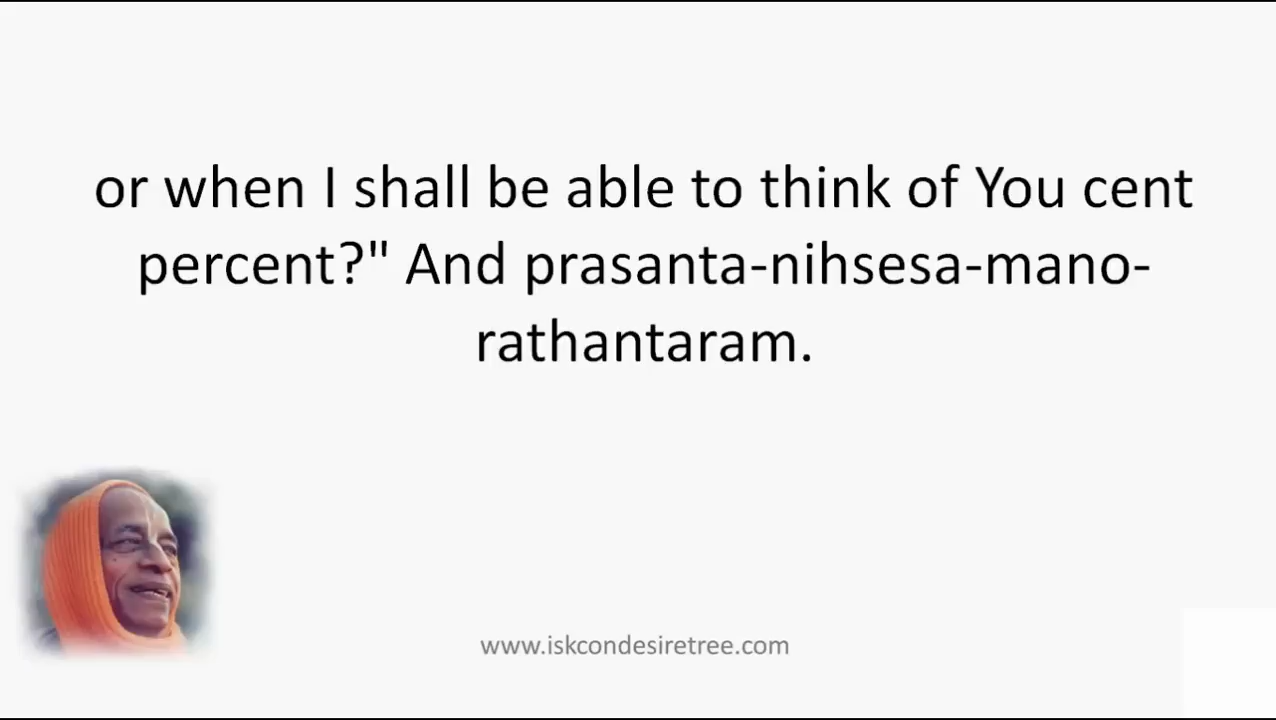 or when I shall be able to think of You cent
percent?" And prasanta-nihsesa-mano-
rathantaram.
www.iskcondesiretree.com